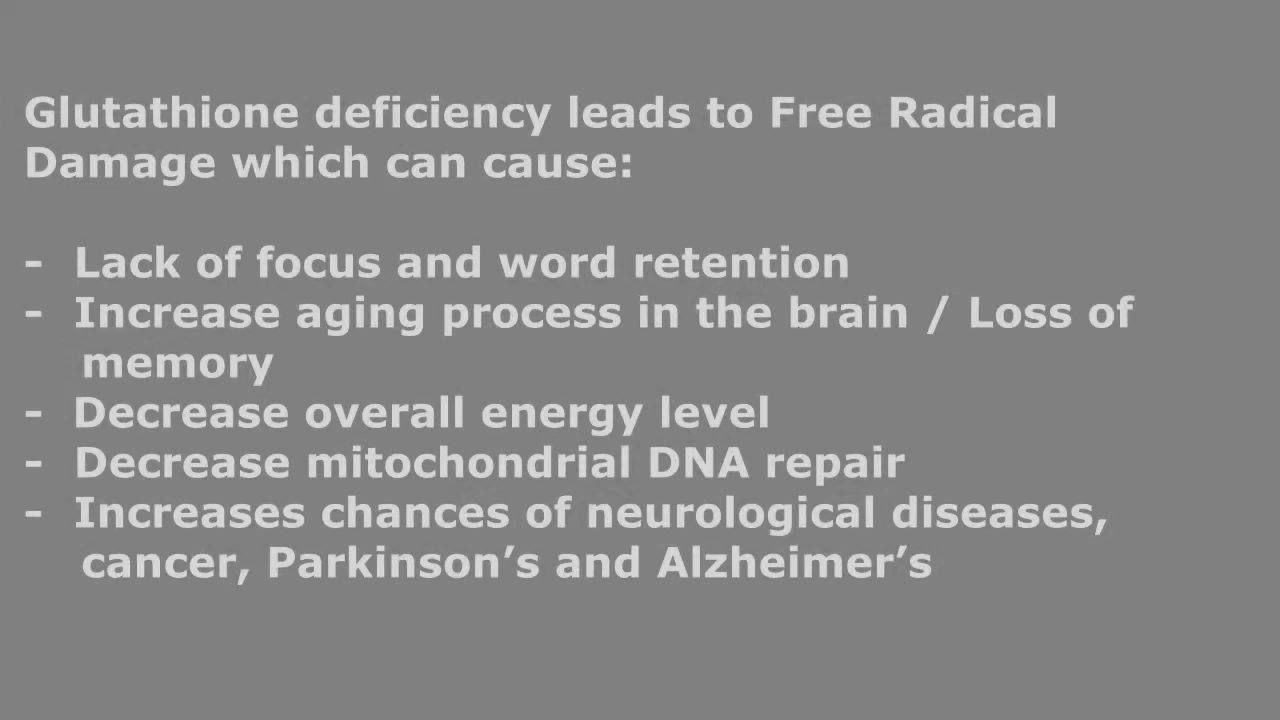 Glutathione deficiency leads to Free Radical
Damage which can cause:
- Lack of focus and word retention
- Increase aging process in the brain / Loss of
memory
- Decrease overall energy level
- Decrease mitochondrial DNA repair
- Increases chances of neurological diseases,
cancer, Parkinson’s and Alzheimer’s